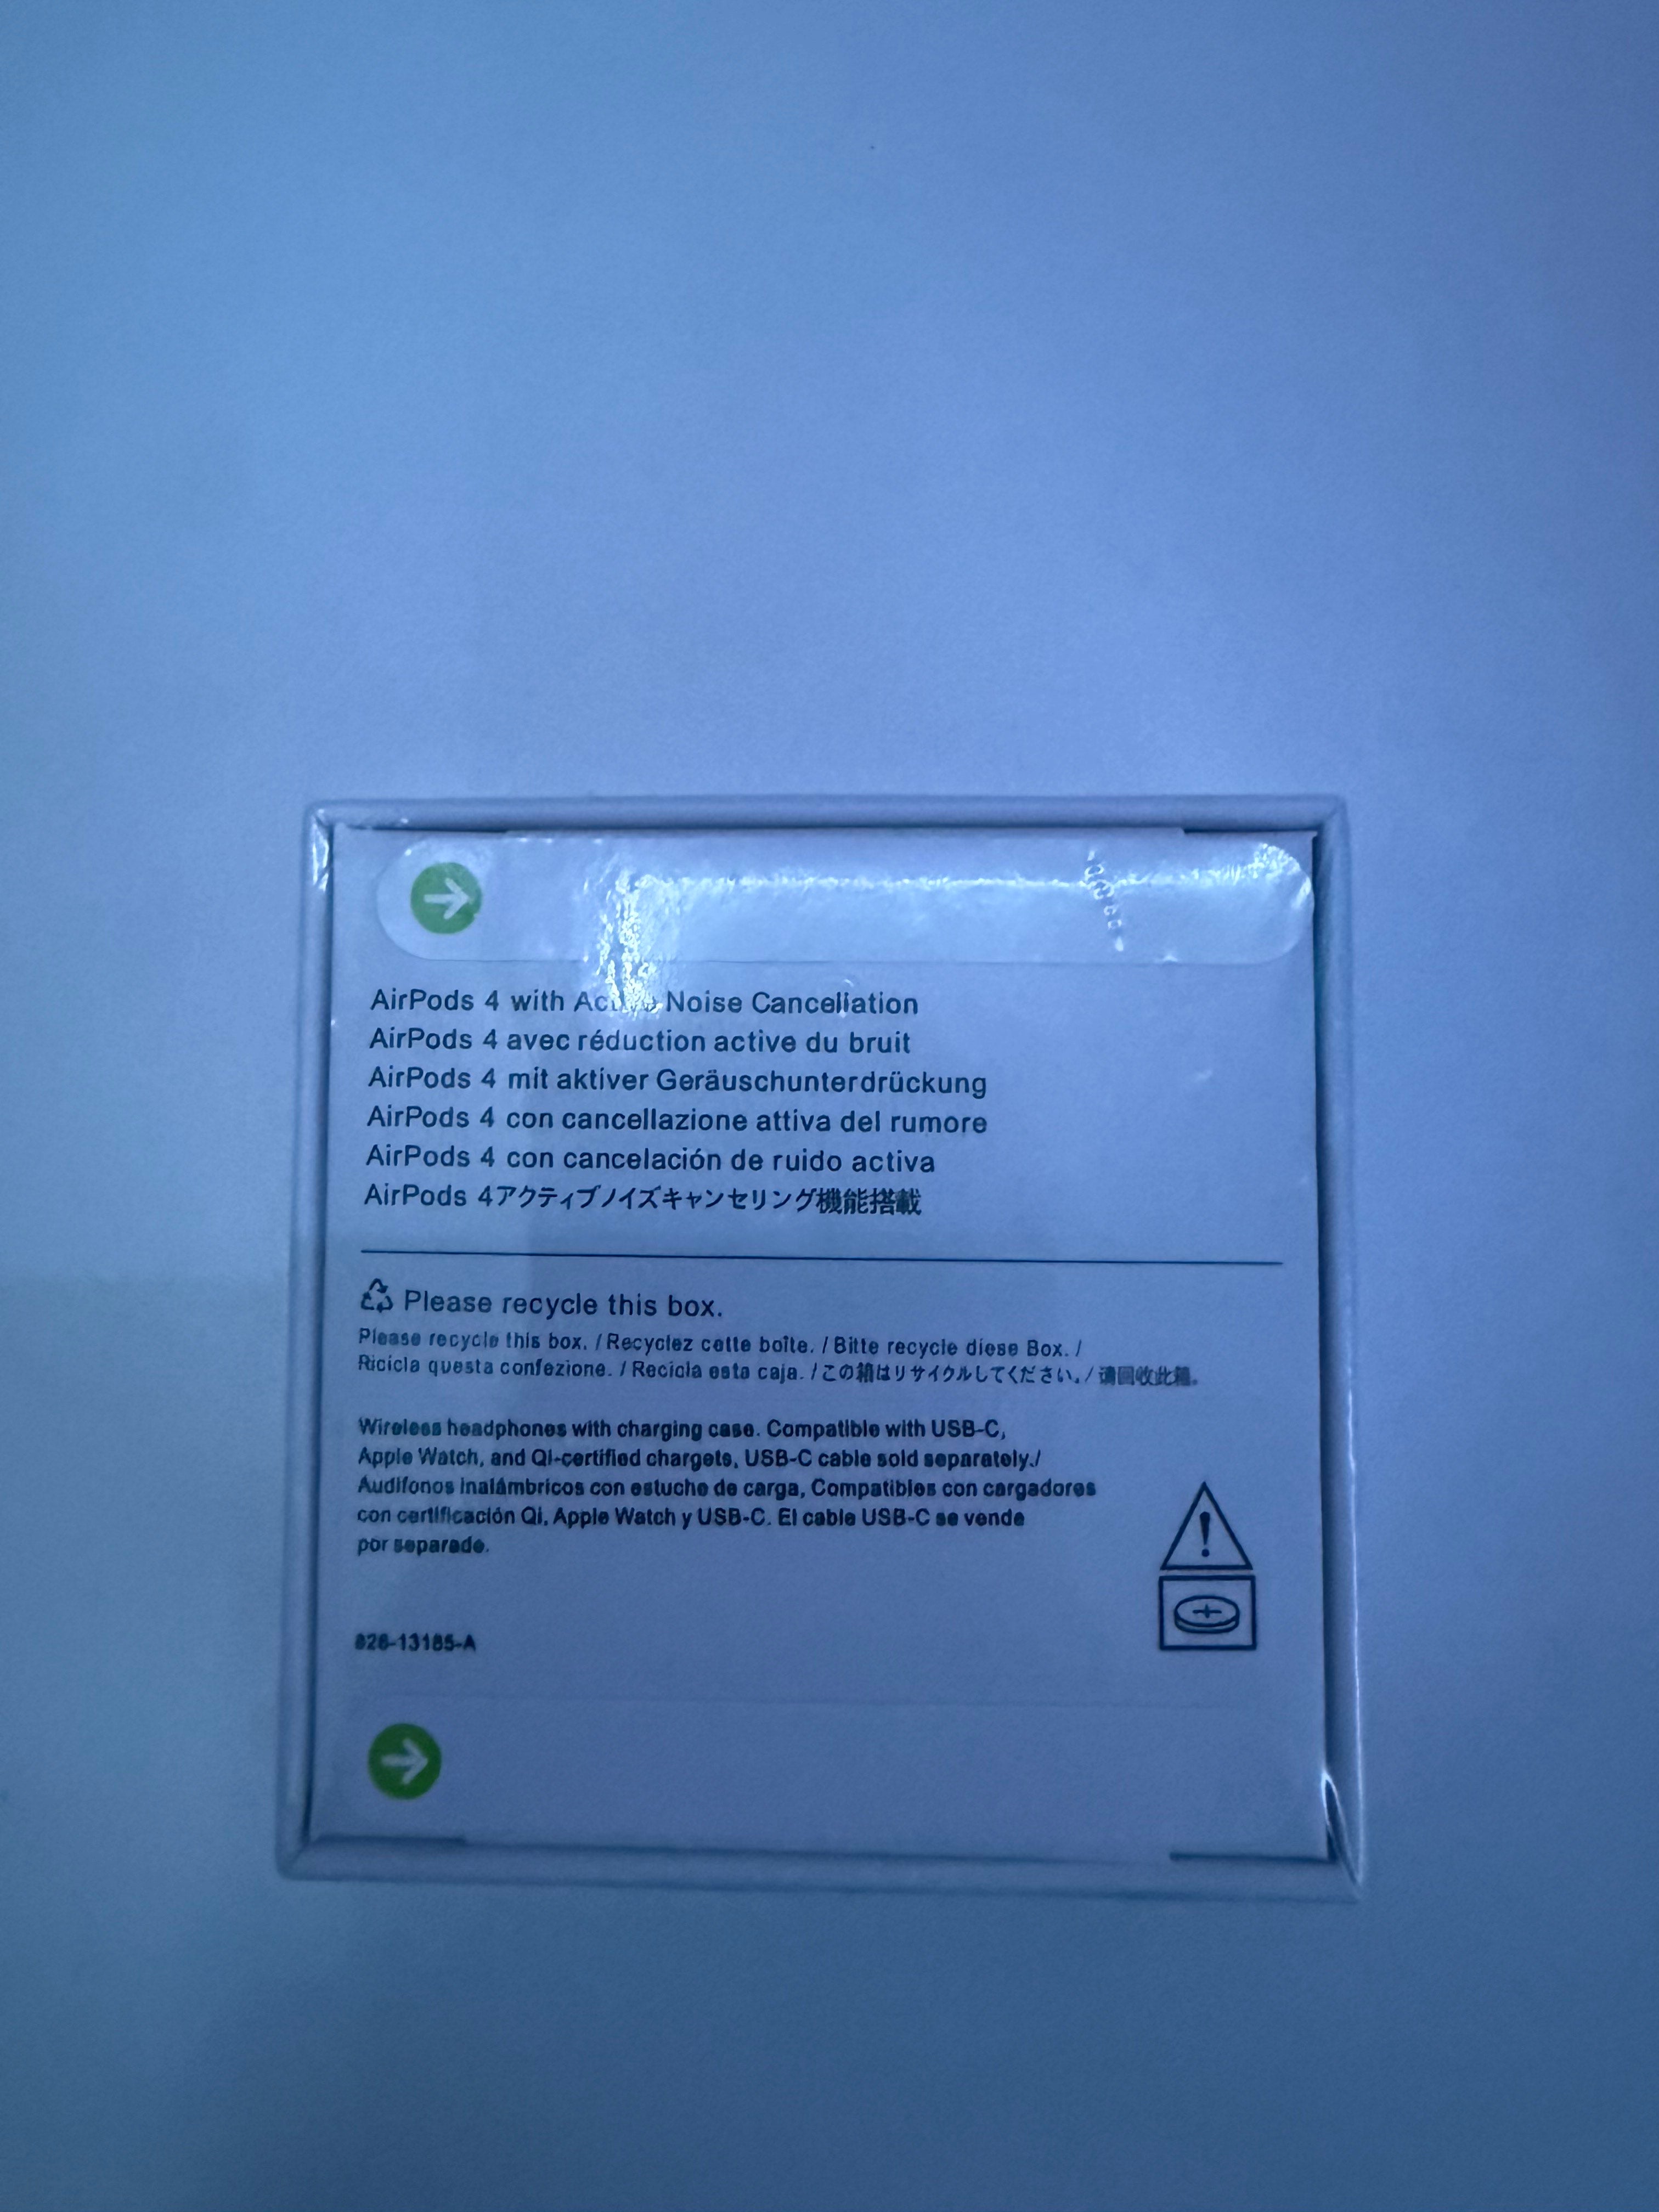 AirPods 4 with Active Noise Cancellation
AirPods 4 avec réduction active du bruit
AirPods 4 mit aktiver Geräuschunterdrückung
AirPods 4 con cancellazione attiva del rumore
AirPods 4 con cancelación de ruido activa
AirPods 4アクティブノイズキャンセリング機能搭載
Please recycle this box.
Please recycle this box. / Recyclez cette boîte. / Bitte recycle diese Box. /
Ricicla questa confezione. / Recicla esta caja. / この箱はリサイクルしてください。/ 请回收此箱。
Wireless headphones with charging case. Compatible with USB-C,
Apple Watch, and Qi-certified chargets, USB-C cable sold separately./
Audífonos inalámbricos con estuche de carga, Compatibles con cargadores
con certificación Qi, Apple Watch y USB-C. El cable USB-C se vende
por separado.
826-13185-A